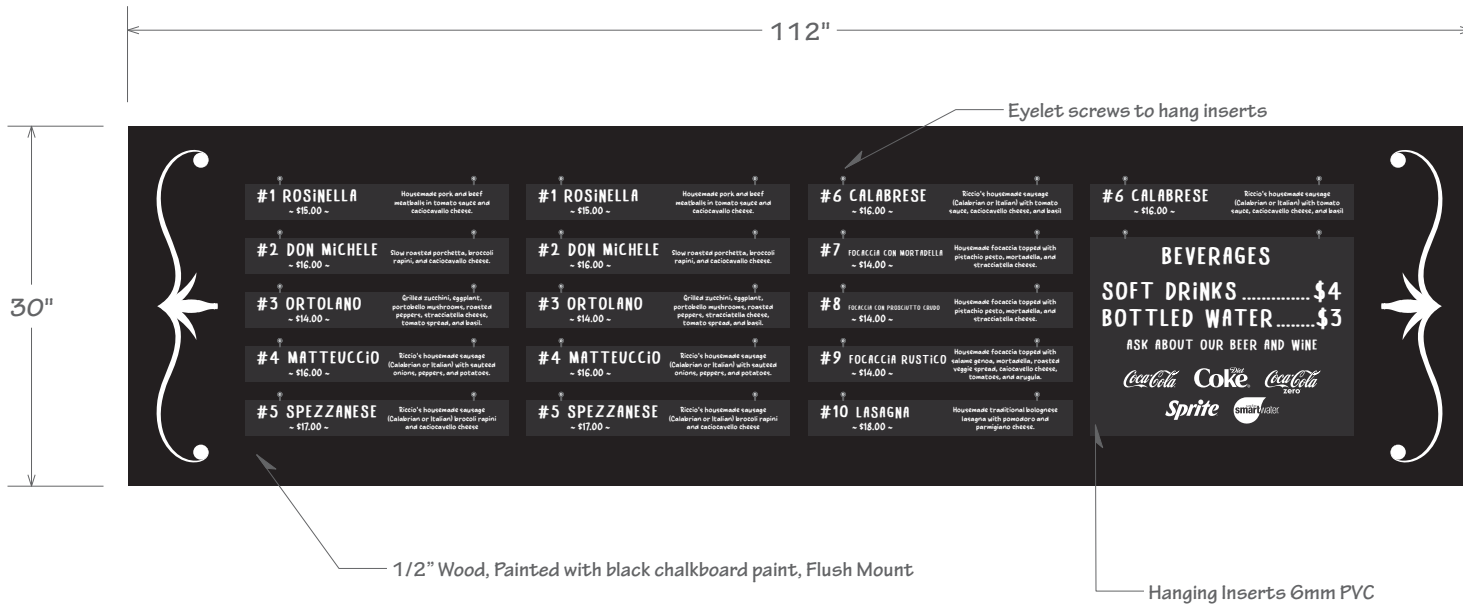 112"
Eyelet screws to hang inserts
30"
#1 ROSiNELLA
~ $15.00 ~
Housemade pork and beef
meatballs in tomato sauce and
caciocavallo cheese.
#2 DON MiCHELE
~ $16.00 ~
Slow roasted porchetta, broccoli
rapini, and caciocavallo cheese.
#3 ORTOLANO
~ $14.00 ~
Grilled zucchini, eggplant,
portobello mushrooms, roasted
peppers, stracciatella cheese,
tomato spread, and basil.
#4 MATTEUCCiO
~ $16.00 ~
Riccio's housemade sausage
(Calabrian or Italian) with sauteed
onions, peppers, and potatoes.
#5 SPEZZANESE
~ $17.00 ~
Riccio's housemade sausage
(Calabrian or Italian) brocoli rapini
and caciocavello cheese
#1 ROSiNELLA
~ $15.00 ~
Housemade pork and beef
meatballs in tomato sauce and
caciocavallo cheese.
#2 DON MiCHELE
~ $16.00 ~
Slow roasted porchetta, broccoli
rapini, and caciocavallo cheese.
#3 ORTOLANO
~ $14.00 ~
Grilled zucchini, eggplant,
portobello mushrooms, roasted
peppers, stracciatella cheese,
tomato spread, and basil.
#4 MATTEUCCiO
~ $16.00 ~
Riccio's housemade sausage
(Calabrian or Italian) with sauteed
onions, peppers, and potatoes.
#5 SPEZZANESE
~ $17.00 ~
Riccio's housemade sausage
(Calabrian or Italian) brocoli rapini
and caciocavello cheese
#6 CALABRESE
~ $16.00 ~
Riccio's housemade sausage
(Calabrian or Italian) with tomato
sauce, caciocavello cheese, and basil
#7 FOCACCIA CON MORTADELLA
~ $14.00 ~
Housemade focaccia topped with
pistachio pesto, mortadella, and
stracciatella cheese.
#8 FOCACCIA CON PROSCIUTTO CRUDO
~ $14.00 ~
Housemade focaccia topped with
pistachio pesto, mortadella, and
stracciatella cheese.
#9 FOCACCIA RUSTiCO
~ $14.00 ~
Housemade focaccia topped with
salame genoa, mortadella, roasted
veggie spread, caciocavello cheese,
tomatoes, and arugula.
#10 LASAGNA
~ $18.00 ~
Housemade traditional bolognese
lasagna with pomodoro and
parmigiano cheese.
#6 CALABRESE
~ $16.00 ~
Riccio's housemade sausage
(Calabrian or Italian) with tomato
sauce, caciocavello cheese, and basil
BEVERAGES
SOFT DRiNKS.............$4
BOTTLED WATER........$3
ASK ABOUT OUR BEER AND WiNE
Coca-Cola
Diet
Coke
Coca-Cola
zero
Sprite
smartwater
1/2" Wood, Painted with black chalkboard paint, Flush Mount
Hanging Inserts 6mm PVC